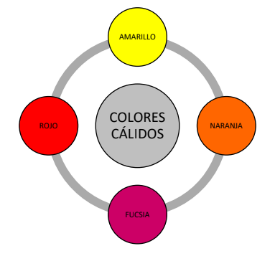 AMARILLO
ROJO
COLORES
CÁLIDOS
NARANJA
FUCSIA